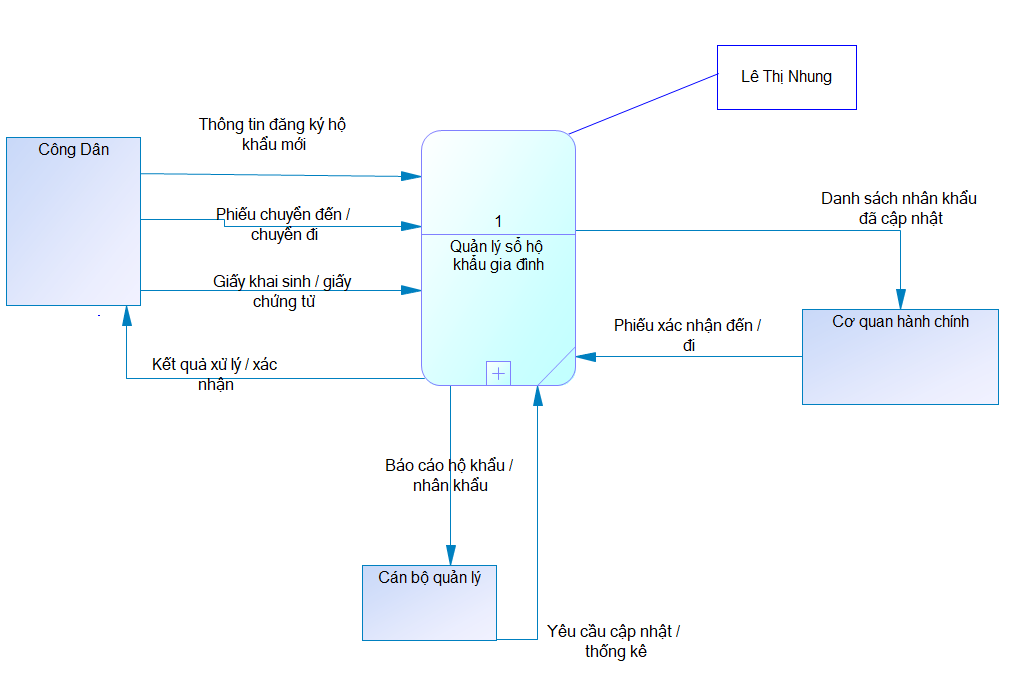 Lê Thị Nhung
Thông tin đăng ký hộ
khẩu mới
Công Dân
Phiếu chuyển đến /
chuyển đi
Giấy khai sinh / giấy
chứng tử
.
Kết quả xử lý / xác
nhận
1
Quản lý sổ hộ
khẩu gia đình
Danh sách nhân khẩu
đã cập nhật
Cơ quan hành chính
Phiếu xác nhận đến /
đi
Báo cáo hộ khẩu /
nhân khẩu
Cán bộ quản lý
Yêu cầu cập nhật /
thống kê